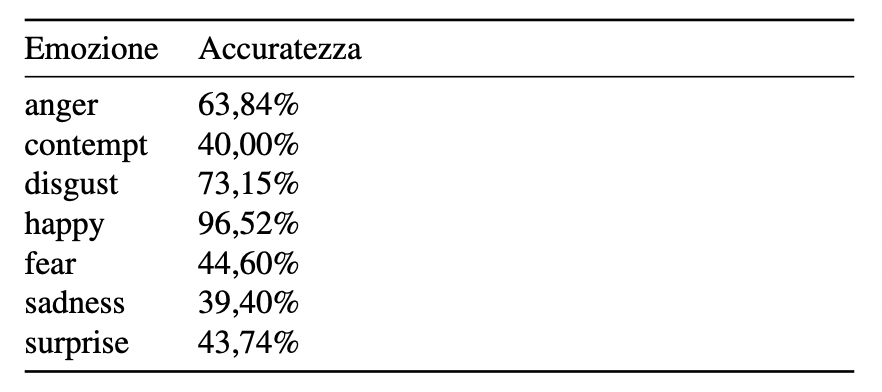 Emozione Accuratezza
anger 63,84%
contempt 40,00%
disgust 73,15%
happy 96,52%
fear 44,60%
sadness 39,40%
surprise 43,74%